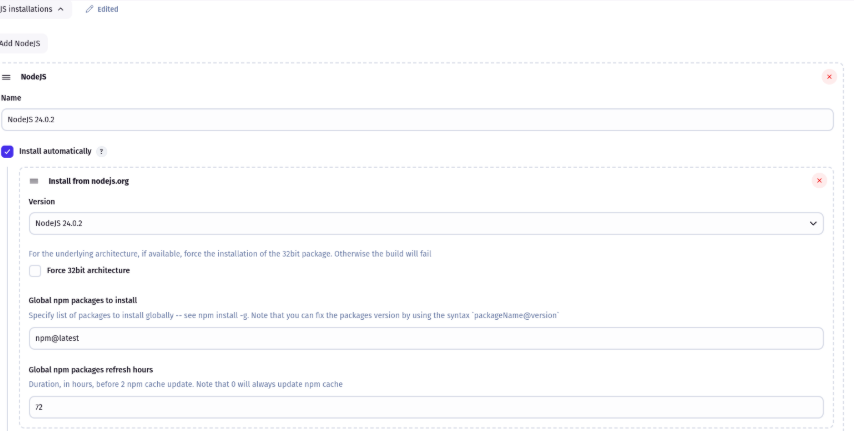 JS installations
Edited
Add NodeJS
NodeJS
Name
NodeJS 24.0.2
Install automatically ?
Install from nodejs.org
Version
NodeJS 24.0.2
For the underlying architecture, if available, force the installation of the 32bit package. Otherwise the build will fail
Force 32bit architecture
Global npm packages to install
Specify list of packages to install globally -- see npm install -g. Note that you can fix the packages version by using the syntax `packageName@version`
npm@latest
Global npm packages refresh hours
Duration, in hours, before 2 npm cache update. Note that 0 will always update npm cache
72